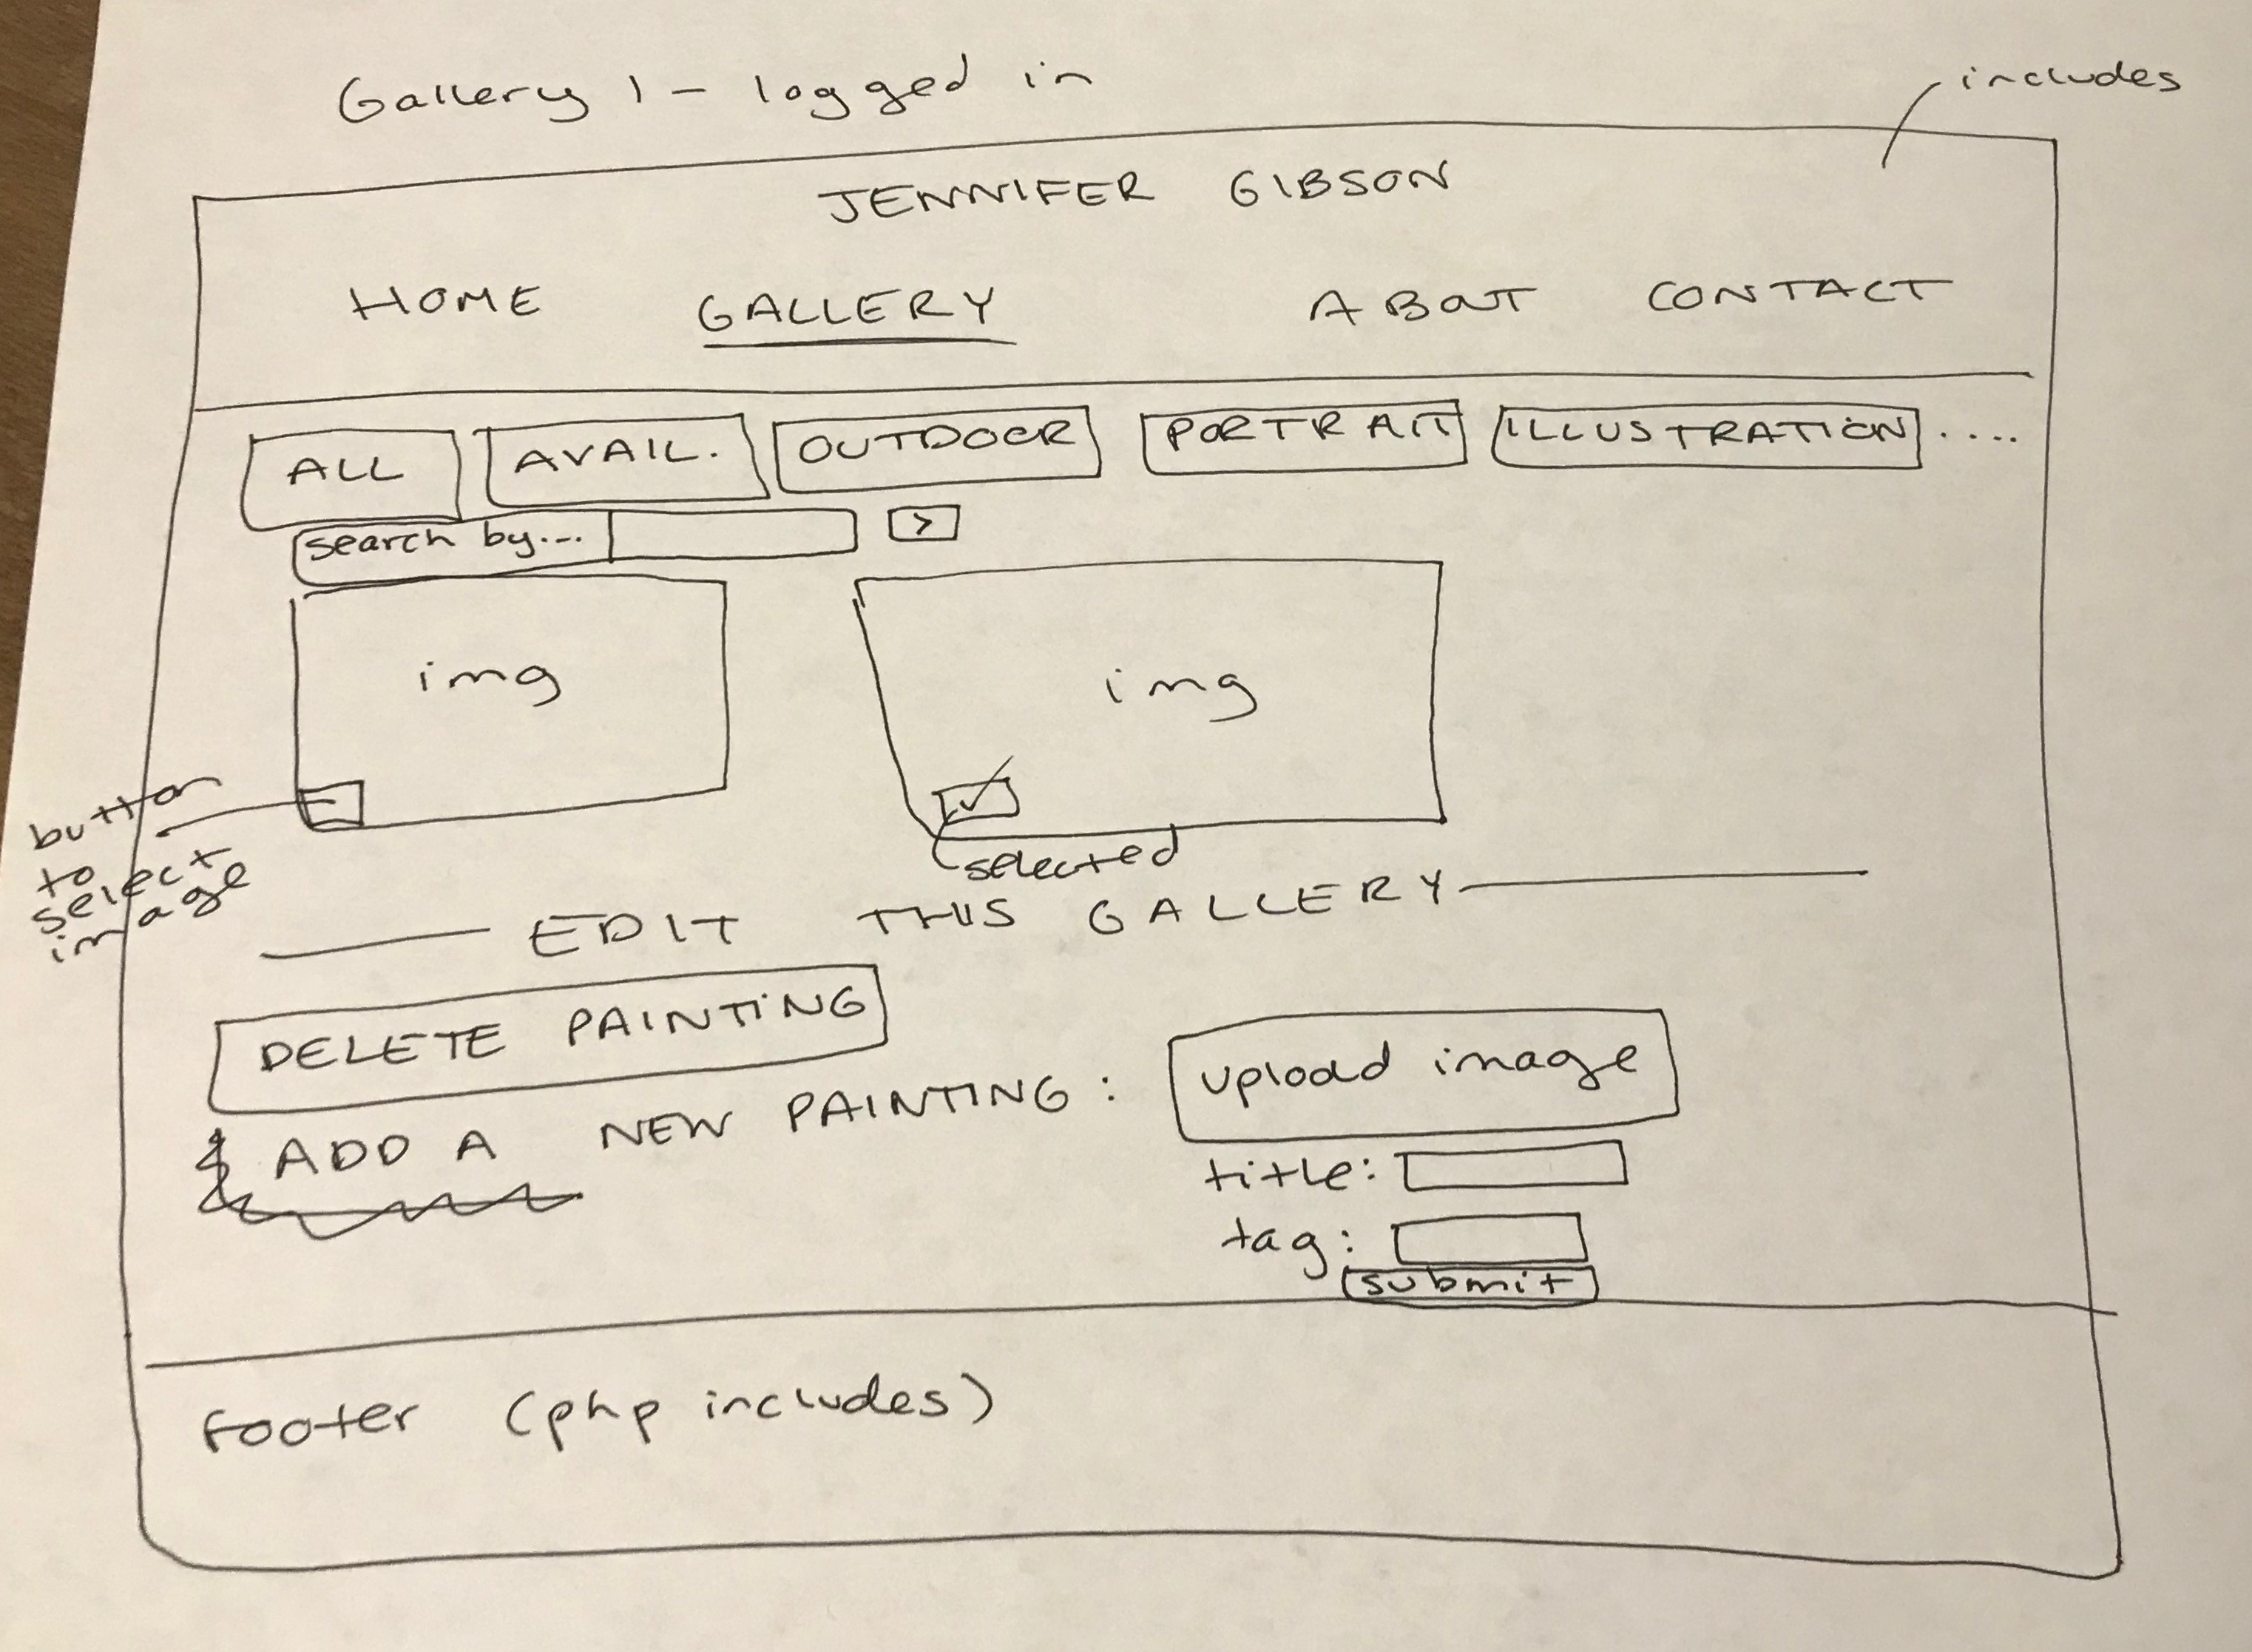 Gallery 1 - logged in
includes
JENNIFER GIBSON
HOME GALLERY ABOUT CONTACT
ALL AVAIL. OUTDOOR PORTRAIT ILLUSTRATION ....
search by... >
img img
button
to
select
image
selected
EDIT THIS GALLERY
DELETE PAINTING
ADD A NEW PAINTING: upload image
title:
tag:
submit
footer (php includes)